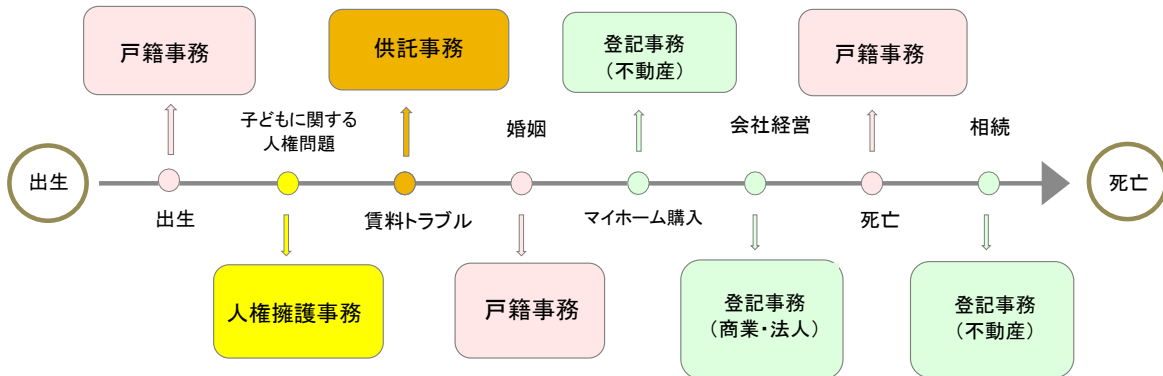 戸籍事務
供託事務
登記事務
（不動産）
戸籍事務
子どもに関する
人権問題
婚姻
会社経営
相続
出生
死亡
出生
賃料トラブル
マイホーム購入
死亡
人権擁護事務
戸籍事務
登記事務
（商業・法人）
登記事務
（不動産）